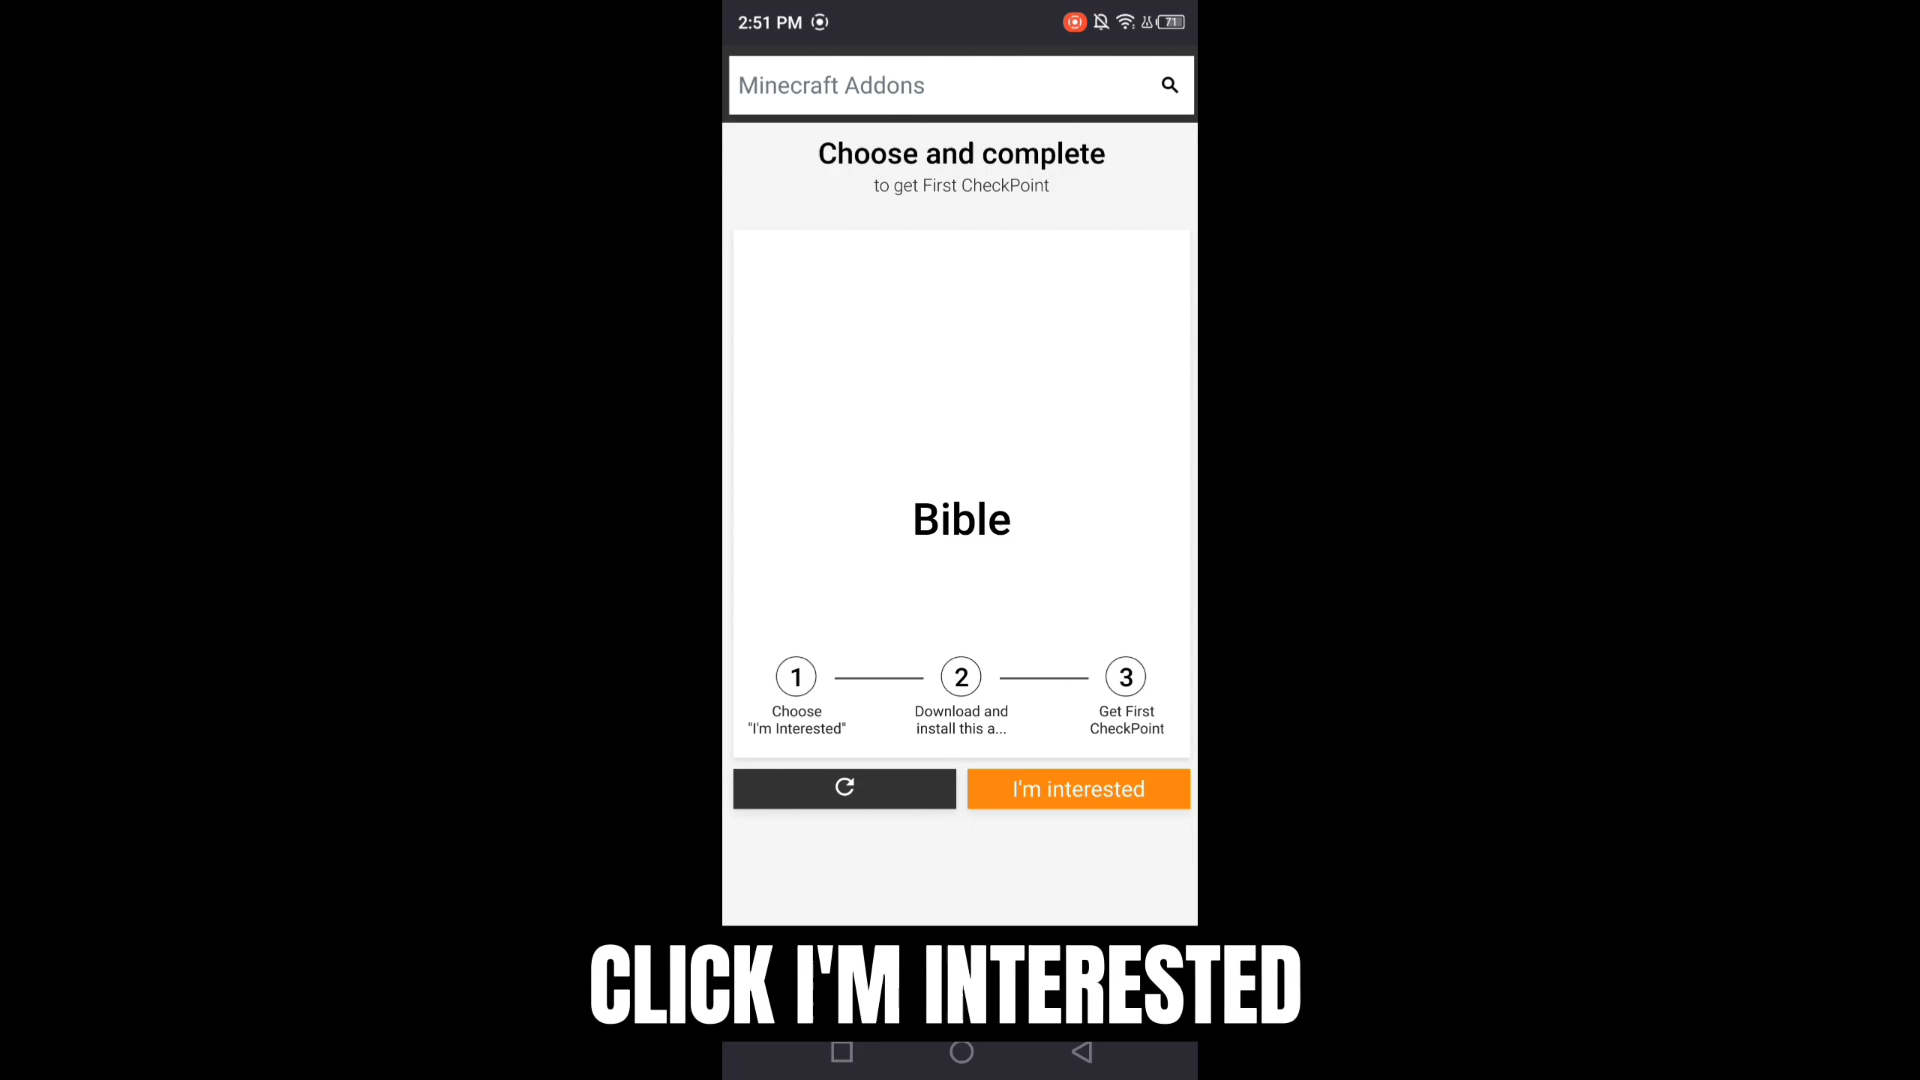 2:51 PM
71
Minecraft Addons
Choose and complete
to get First CheckPoint
Bible
1
2
3
Choose
"I'm Interested"
Download and
install this a...
Get First
CheckPoint
I'm interested
CLICK I'M INTERESTED